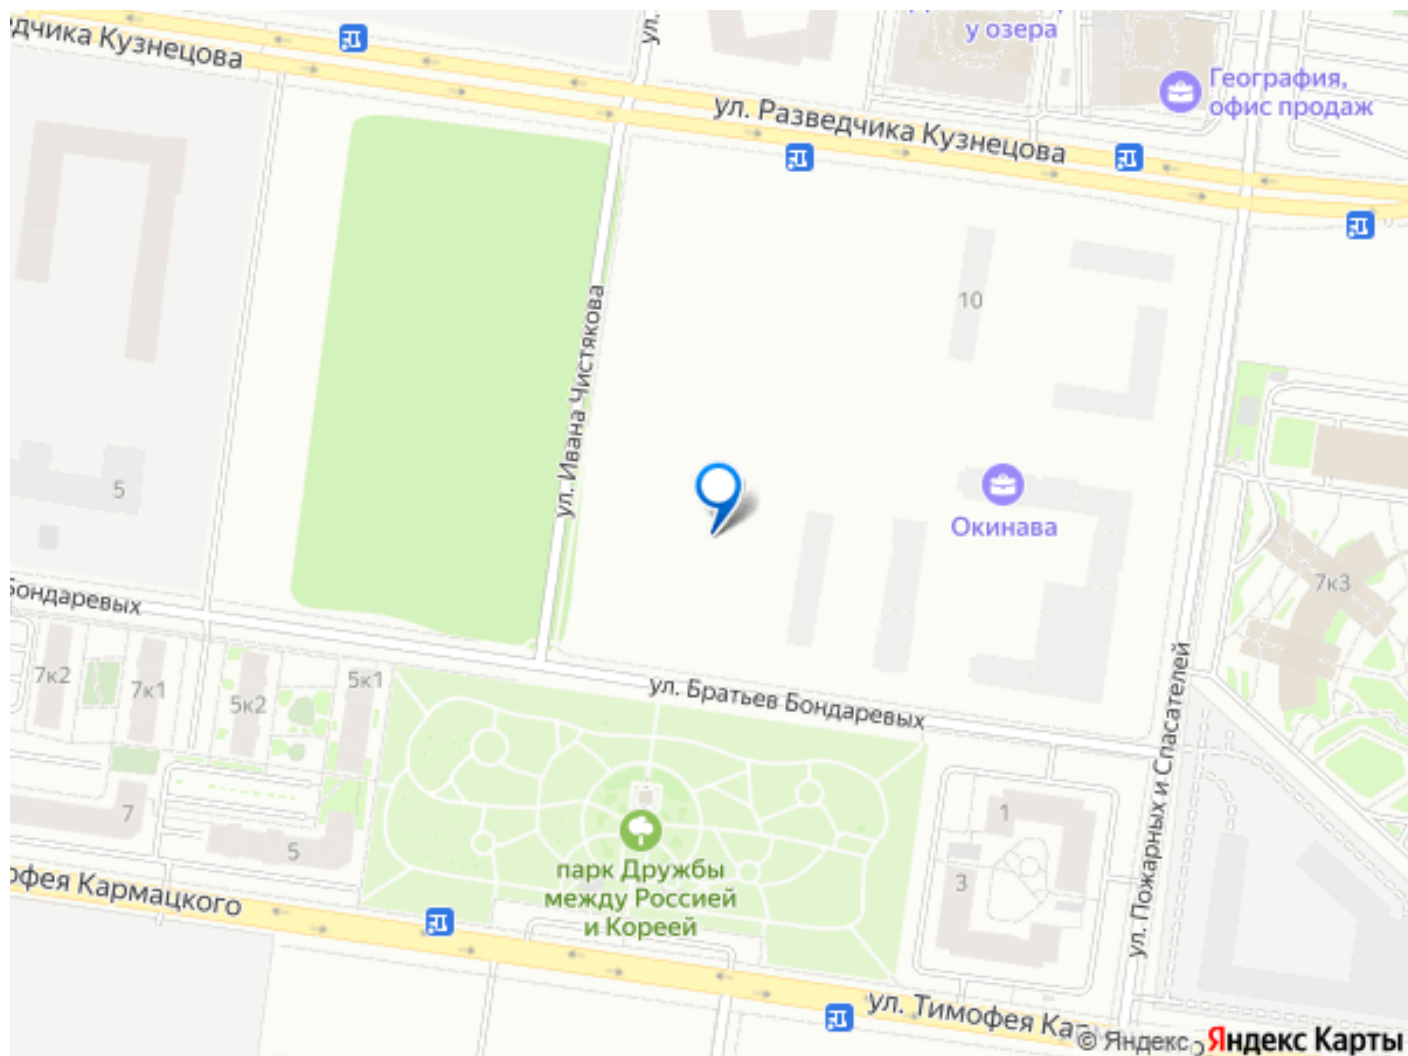 у озера
дчика Кузнецова
ул.
География,
офис продаж
ул. Разведчика Кузнецова
10
ул. Ивана Чистякова
5
Окинава
7к3
Бондаревых
7к2
7к1
5к2
5к1
ул. Братьев Бондаревых
ул. Пожарных и Спасателей
7
5
1
3
парк Дружбы
между Россией
и Кореей
офея Кармацкого
ул. Тимофея Ка
© Яндекс
Яндекс Карты